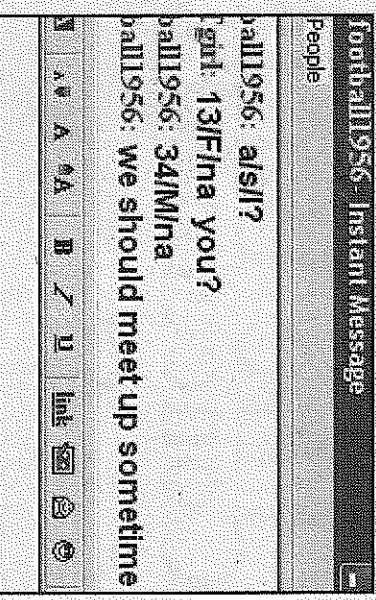 football1956- Instant Message
People
ball1956: a/s/l?
girl: 13/F/na you?
ball1956: 34/M/na
ball1956: we should meet up sometime
A A A B I U link